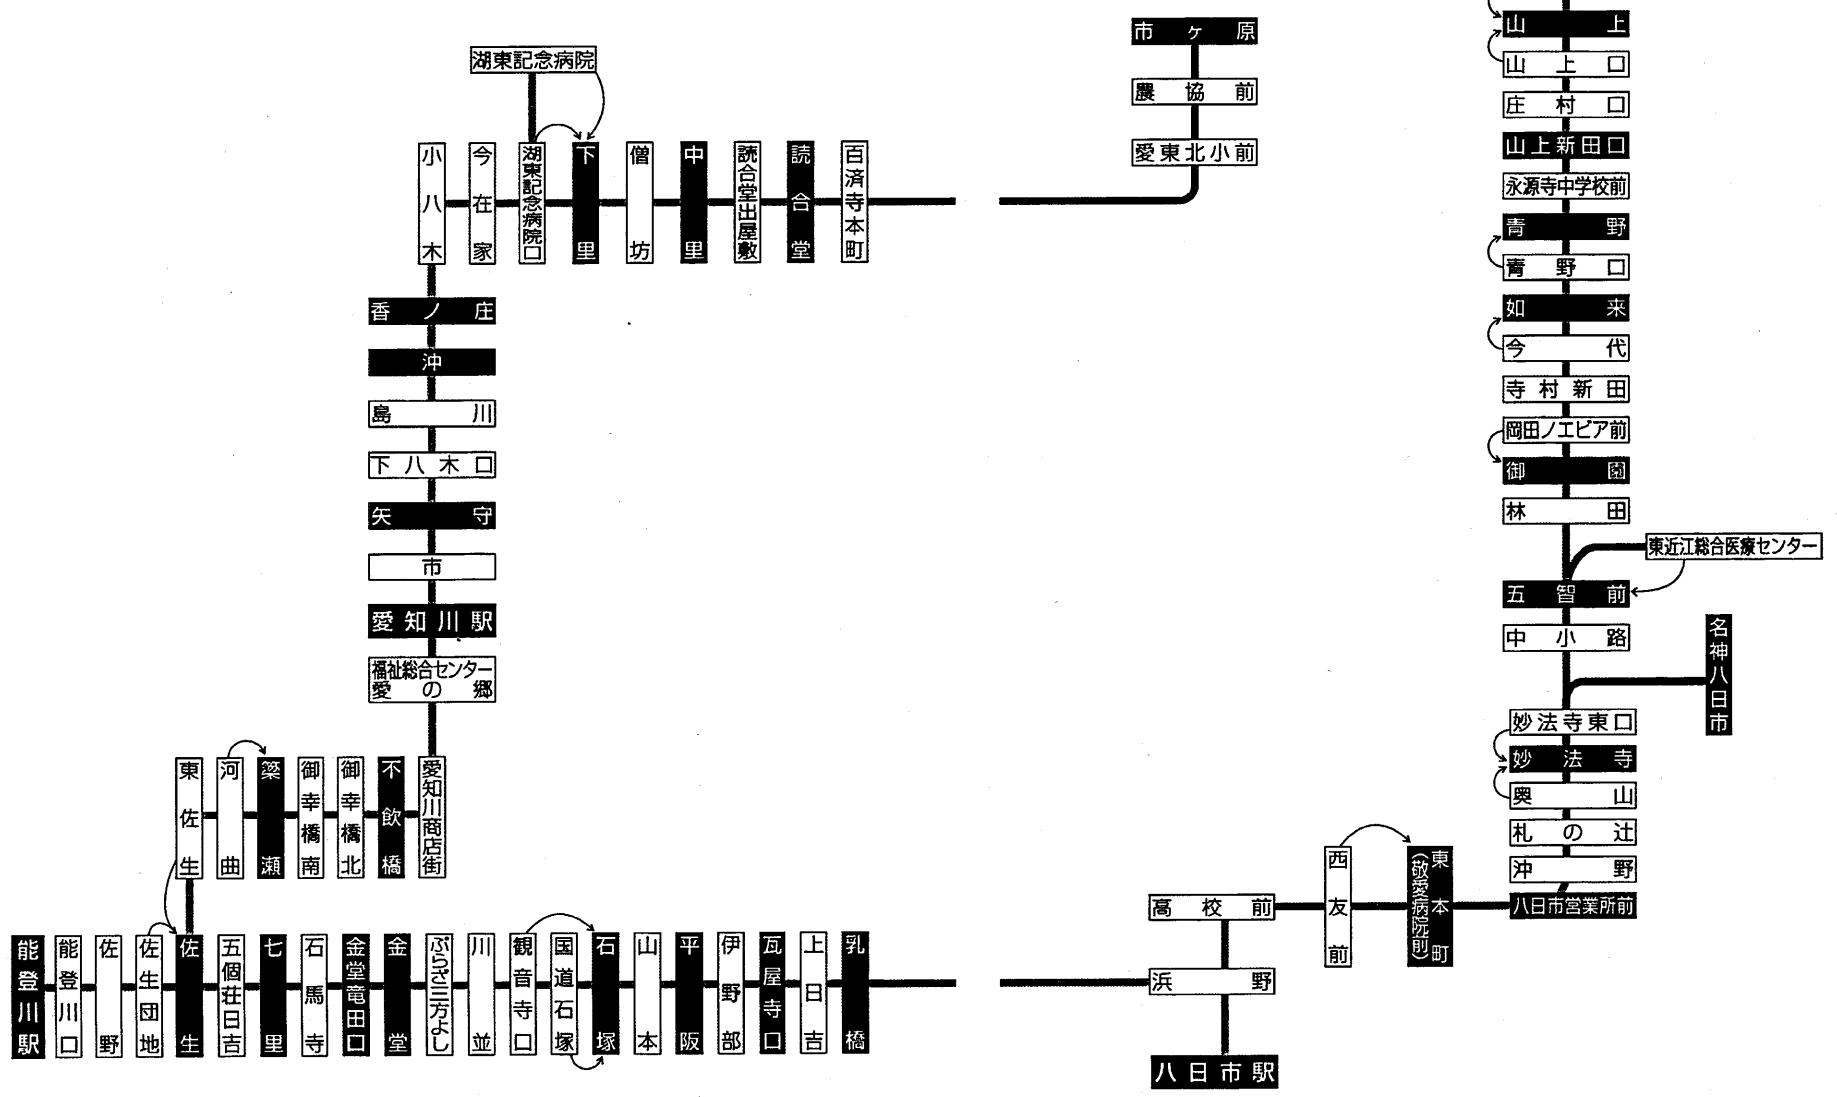 湖東記念病院
小八木
今在家
湖東記念病院口
下里
僧坊
中里
読合堂出屋敷
読合堂
百済寺本町
市ヶ原
農協前
愛東北小前
香ノ庄
沖
島川
下八木口
矢守
市
愛知川駅
福祉総合センター
愛の郷
東佐生
河曲
簗瀬
御幸橋南
御幸橋北
不飲橋
愛知川商店街
能登川駅
能登川口
佐野
佐生団地
佐生
五個荘日吉
七里
石馬寺
金堂竜田口
金堂
ぷらざ三方よし
川並
観音寺口
国道石塚
石塚
山本
平阪
伊野部
瓦屋寺口
上日吉
乳橋
山上
山上口
庄村口
山上新田口
永源寺中学校前
青野
青野口
如来
今代
寺村新田
岡田ノエビア前
御園
林田
東近江総合医療センター
五智前
中小路
名神八日市
妙法寺東口
妙法寺
奥山
札の辻
沖野
八日市営業所前
東本町
(敬愛病院前)
西友前
高校前
浜野
八日市駅